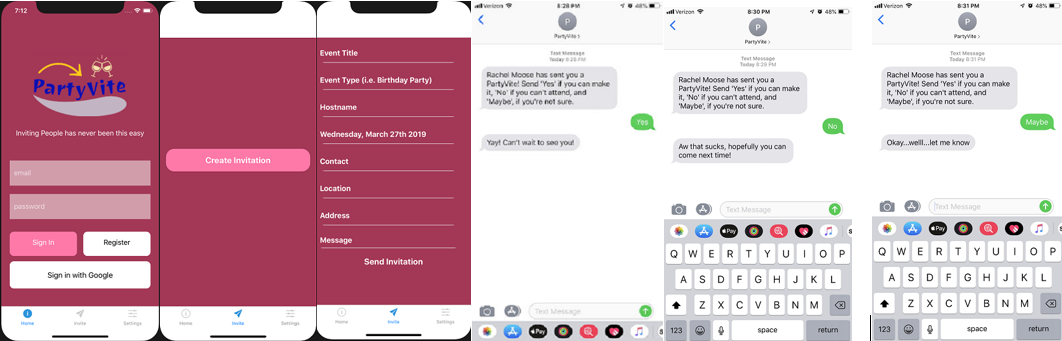 7:12
PartyVite
Inviting People has never been this easy
email
password
Sign In
Register
Sign in with Google
Home
Invite
Settings
Create Invitation
Home
Invite
Settings
Event Title
Event Type (i.e. Birthday Party)
Hostname
Wednesday, March 27th 2019
Contact
Location
Address
Message
Send Invitation
Home
Invite
Settings
Verizon
8:28 PM
68%
P
PartyVite
Text Message
Rachel Moose has sent you a
PartyVite! Send 'Yes' if you can make
it, 'No' if you can't attend, and
'Maybe', if you're not sure.
Yes
Yay! Can't wait to see you!
Text Message
Pay
Verizon
8:30 PM
68%
P
PartyVite
Text Message
Today 8:29 PM
Rachel Moose has sent you a
PartyVite! Send 'Yes' if you can make
it, 'No' if you can't attend, and
'Maybe', if you're not sure.
No
Aw that sucks, hopefully you can
come next time!
Text Message
Pay
Q W E R T Y U I O P
A S D F G H J K L
Z X C V B N M
123 space return
Verizon
8:31 PM
68%
P
PartyVite
Text Message
Today 8:31 PM
Rachel Moose has sent you a
PartyVite! Send 'Yes' if you can make
it, 'No' if you can't attend, and
'Maybe', if you're not sure.
Maybe
Okay...welll...let me know
Text Message
Pay
Q W E R T Y U I O P
A S D F G H J K L
Z X C V B N M
123 space return